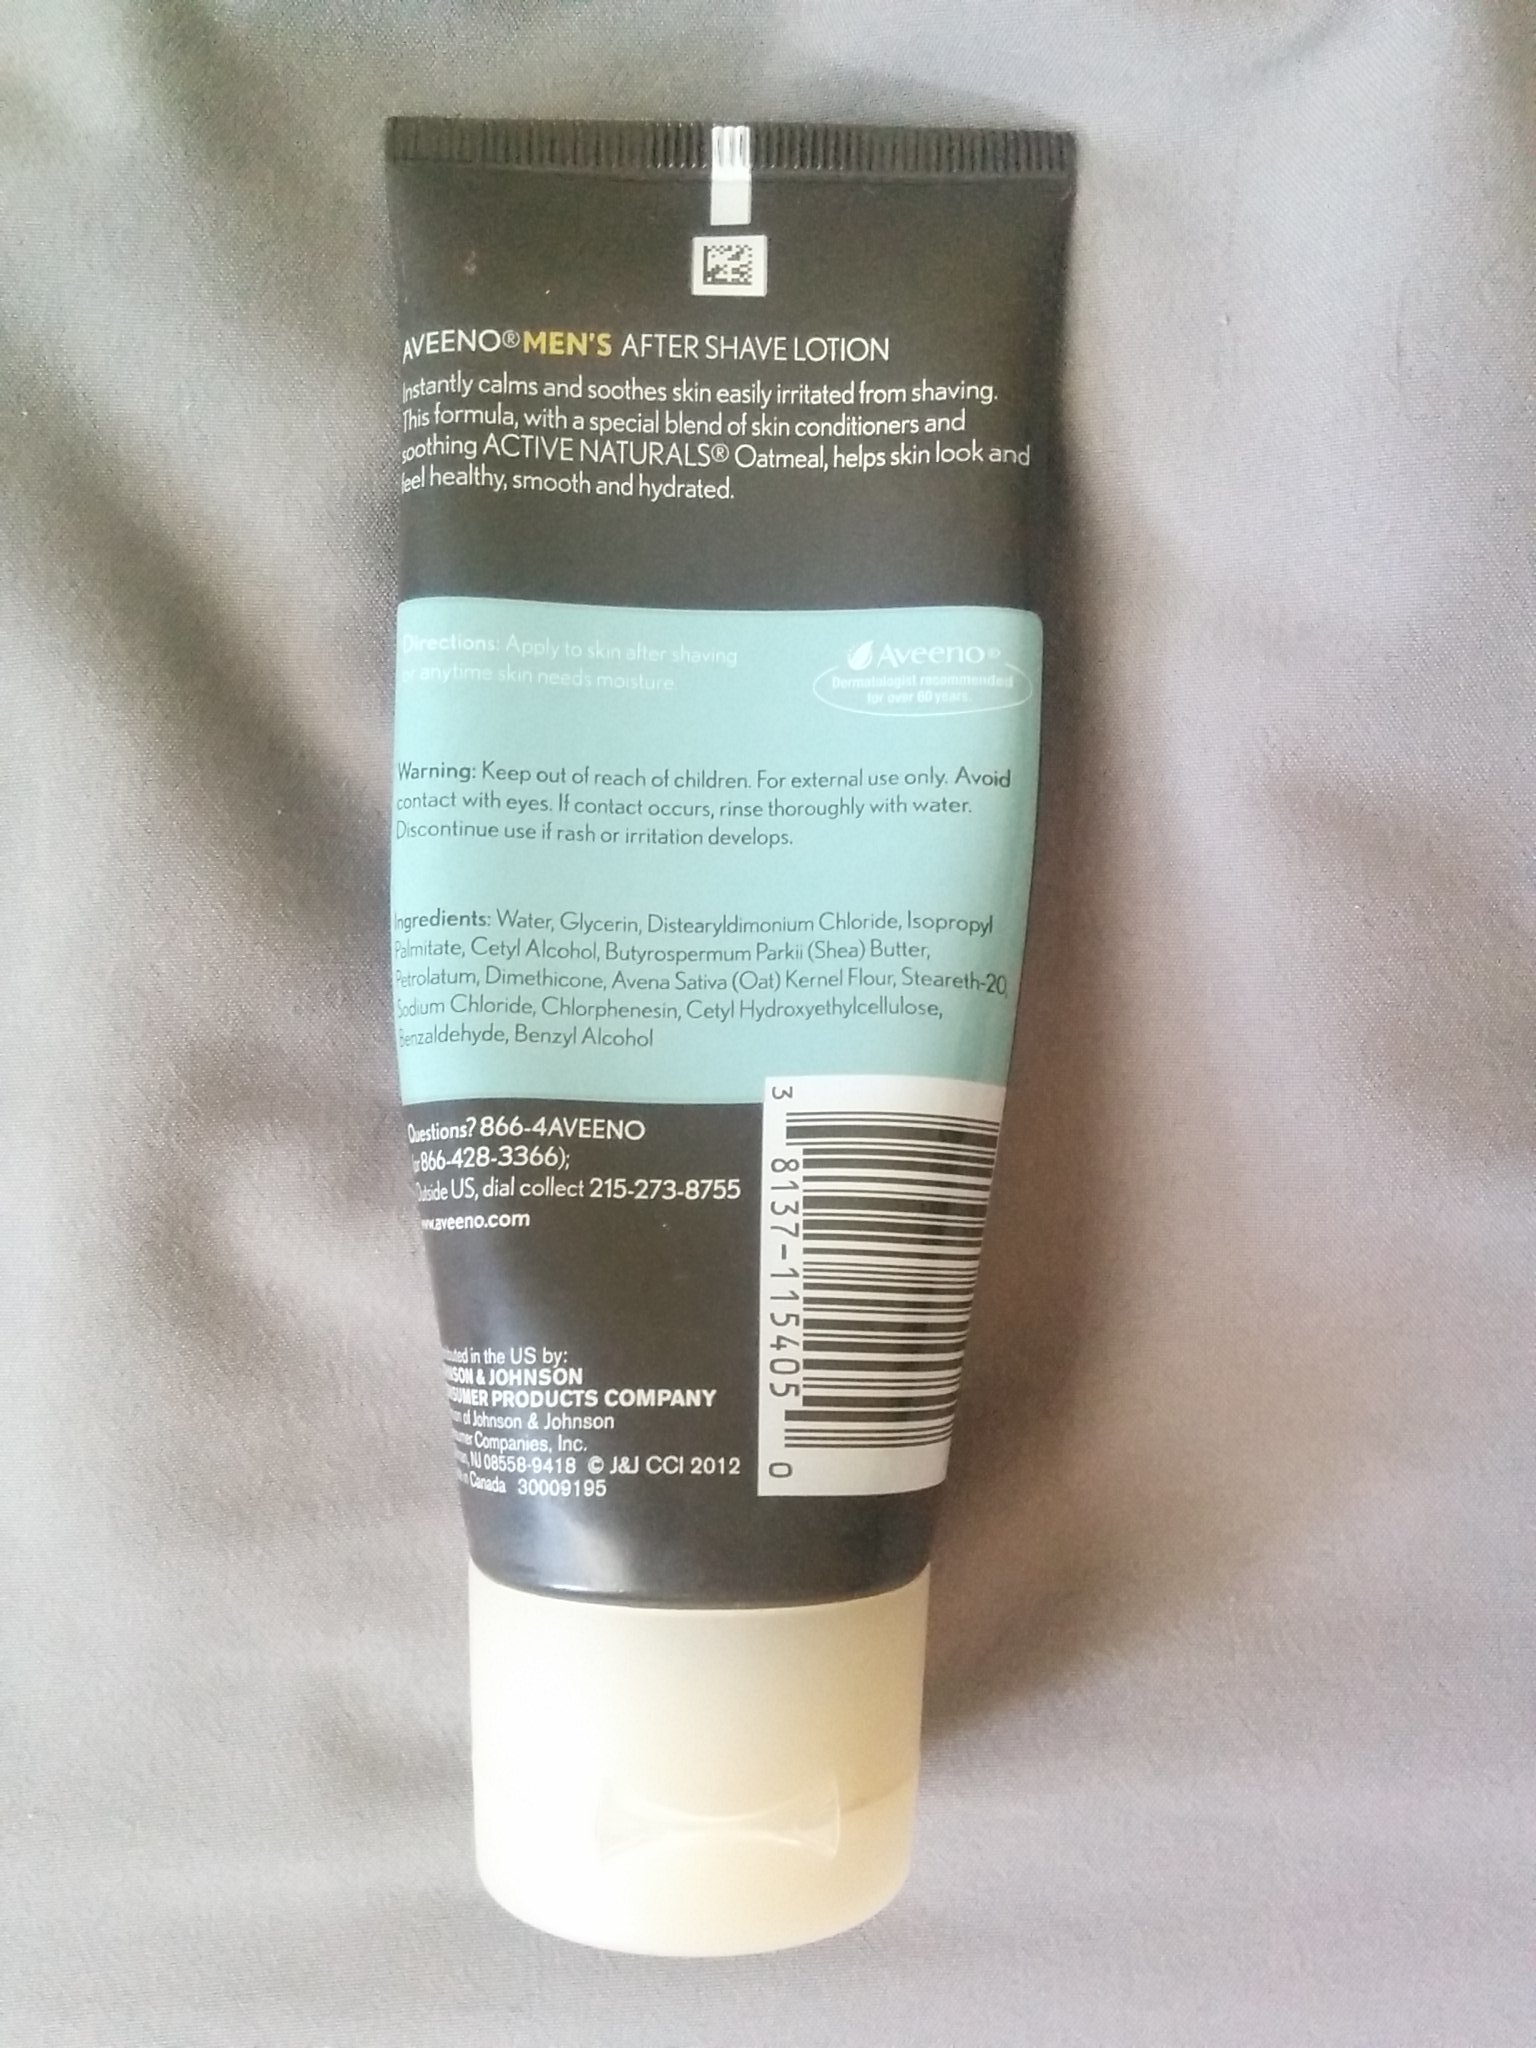 AVEENO® MEN'S AFTER SHAVE LOTION
Instantly calms and soothes skin easily irritated from shaving.
This formula, with a special blend of skin conditioners and
soothing ACTIVE NATURALS® Oatmeal, helps skin look and
feel healthy, smooth and hydrated.
Directions: Apply to skin after shaving
or anytime skin needs moisture
Aveeno®
Dermatologist recommended
for over 60 years.
Warning: Keep out of reach of children. For external use only. Avoid
contact with eyes. If contact occurs, rinse thoroughly with water.
Discontinue use if rash or irritation develops.
Ingredients: Water, Glycerin, Distearyldimonium Chloride, Isopropyl
Palmitate, Cetyl Alcohol, Butyrospermum Parkii (Shea) Butter,
Petrolatum, Dimethicone, Avena Sativa (Oat) Kernel Flour, Steareth-20,
Sodium Chloride, Chlorphenesin, Cetyl Hydroxyethylcellulose,
Benzaldehyde, Benzyl Alcohol
Questions? 866-4AVEENO
or 866-428-3366);
Outside US, dial collect 215-273-8755
www.aveeno.com
in the US by:
& JOHNSON
PRODUCTS COMPANY
of Johnson & Johnson
Companies, Inc.
NJ 08558-9418 © J&J CCI 2012
in Canada 30009195
3 8137-115405 0